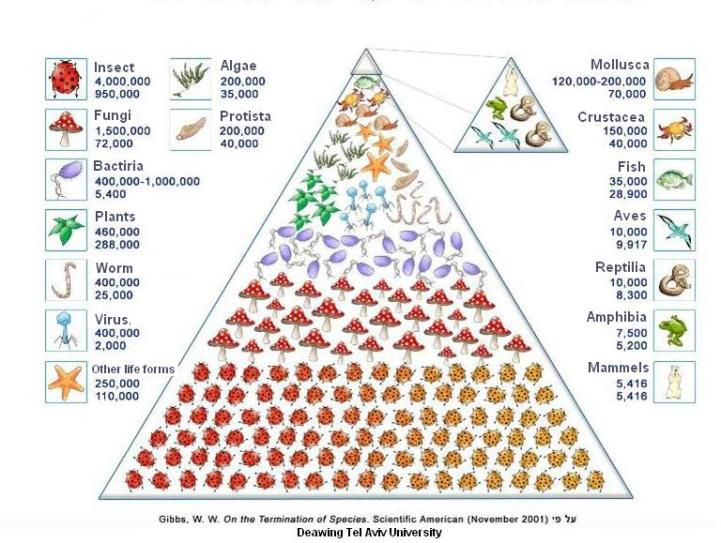 Insect
4,000,000
950,000
Algae
200,000
35,000
Fungi
1,500,000
72,000
Protista
200,000
40,000
Bactiria
400,000-1,000,000
5,400
Plants
460,000
288,000
Worm
400,000
25,000
Virus,
400,000
2,000
Other life forms
250,000
110,000
Mollusca
120,000-200,000
70,000
Crustacea
150,000
40,000
Fish
35,000
28,900
Aves
10,000
9,917
Reptilia
10,000
8,300
Amphibia
7,500
5,200
Mammels
5,416
5,416
Gibbs, W. W. On the Termination of Species. Scientific American (November 2001) על פי
Deawing Tel Aviv University